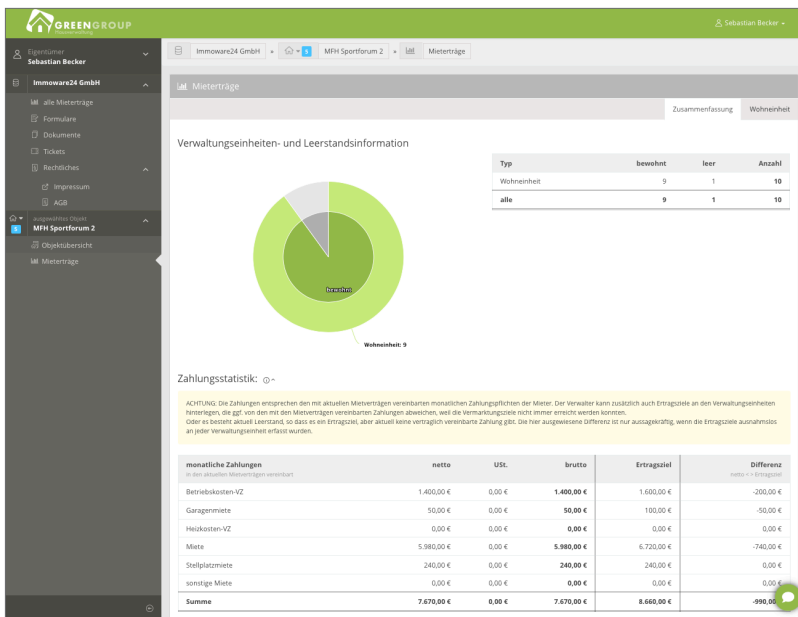 GREENGROUP
Hausverwaltung
Sebastian Becker
Eigentümer
Sebastian Becker
Immoware24 GmbH
alle Mieterträge
Formulare
Dokumente
Tickets
Rechtliches
Impressum
AGB
ausgewähltes Objekt
S
MFH Sportforum 2
Objektübersicht
Mieterträge
Immoware24 GmbH » S MFH Sportforum 2 » Mieterträge
Mieterträge
Zusammenfassung Wohneinheit
Verwaltungseinheiten- und Leerstandsinformation
Typ bewohnt leer Anzahl
Wohneinheit 9 1 10
alle 9 1 10
bewohnt
Wohneinheit: 9
Zahlungsstatistik:
ACHTUNG: Die Zahlungen entsprechen den mit aktuellen Mietverträgen vereinbarten monatlichen Zahlungspflichten der Mieter. Der Verwalter kann zusätzlich auch Ertragsziele an den Verwaltungseinheiten
hinterlegen, die ggf. von den mit den Mietverträgen vereinbarten Zahlungen abweichen, weil die Vermarktungsziele nicht immer erreicht werden konnten.
Oder es besteht aktuell Leerstand, so dass es ein Ertragsziel, aber aktuell keine vertraglich vereinbarte Zahlung gibt. Die hier ausgewiesene Differenz ist nur aussagekräftig, wenn die Ertragsziele ausnahmslos
an jeder Verwaltungseinheit erfasst wurden.
monatliche Zahlungen netto USt. brutto Ertragsziel Differenz
in den aktuellen Mietverträgen vereinbart netto < > Ertragsziel
Betriebskosten-VZ 1.400,00 € 0,00 € 1.400,00 € 1.600,00 € -200,00 €
Garagenmiete 50,00 € 0,00 € 50,00 € 100,00 € -50,00 €
Heizkosten-VZ 0,00 € 0,00 € 0,00 € 0,00 € 0,00 €
Miete 5.980,00 € 0,00 € 5.980,00 € 6.720,00 € -740,00 €
Stellplatzmiete 240,00 € 0,00 € 240,00 € 240,00 € 0,00 €
sonstige Miete 0,00 € 0,00 € 0,00 € 0,00 € 0,00 €
Summe 7.670,00 € 0,00 € 7.670,00 € 8.660,00 € -990,00